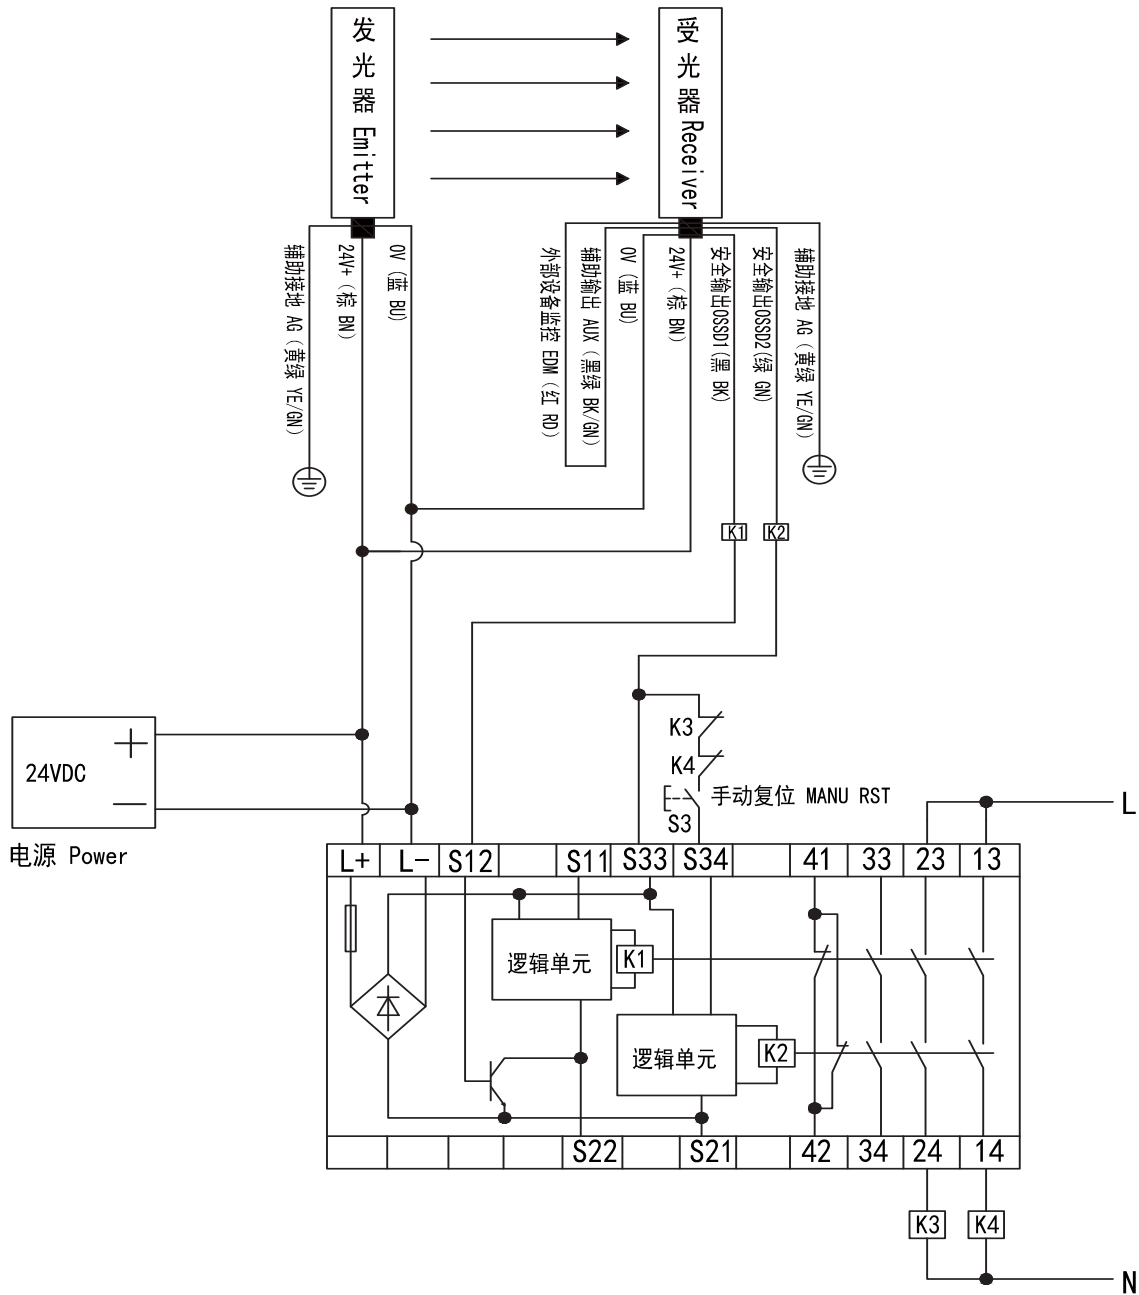 发光器 Emitter
受光器 Receiver
辅助接地 AG (黄绿 YE/GN)
24V+ (棕 BN)
0V (蓝 BU)
外部设备监控 EDM (红 RD)
辅助输出 AUX (黑绿 BK/GN)
0V (蓝 BU)
24V+ (棕 BN)
安全输出OSSD1(黑 BK)
安全输出OSSD2(绿 GN)
辅助接地 AG (黄绿 YE/GN)
K1
K2
K3
K4
手动复位 MANU RST
S3
24VDC
+
−
电源 Power
L
L+
L−
S12
S11
S33
S34
41
33
23
13
逻辑单元
K1
逻辑单元
K2
S22
S21
42
34
24
14
K3
K4
N